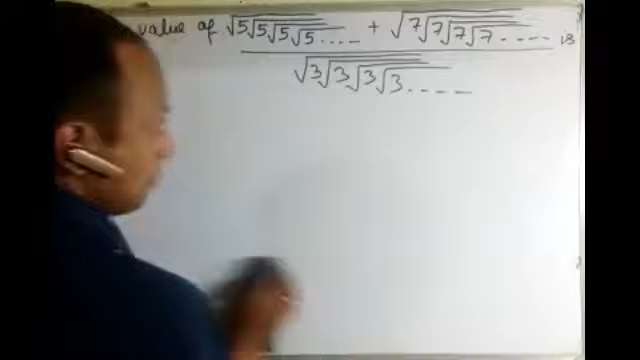 value of √5√5√5√5..... + √7√7√7√7..... is
√3√3√3√3.....